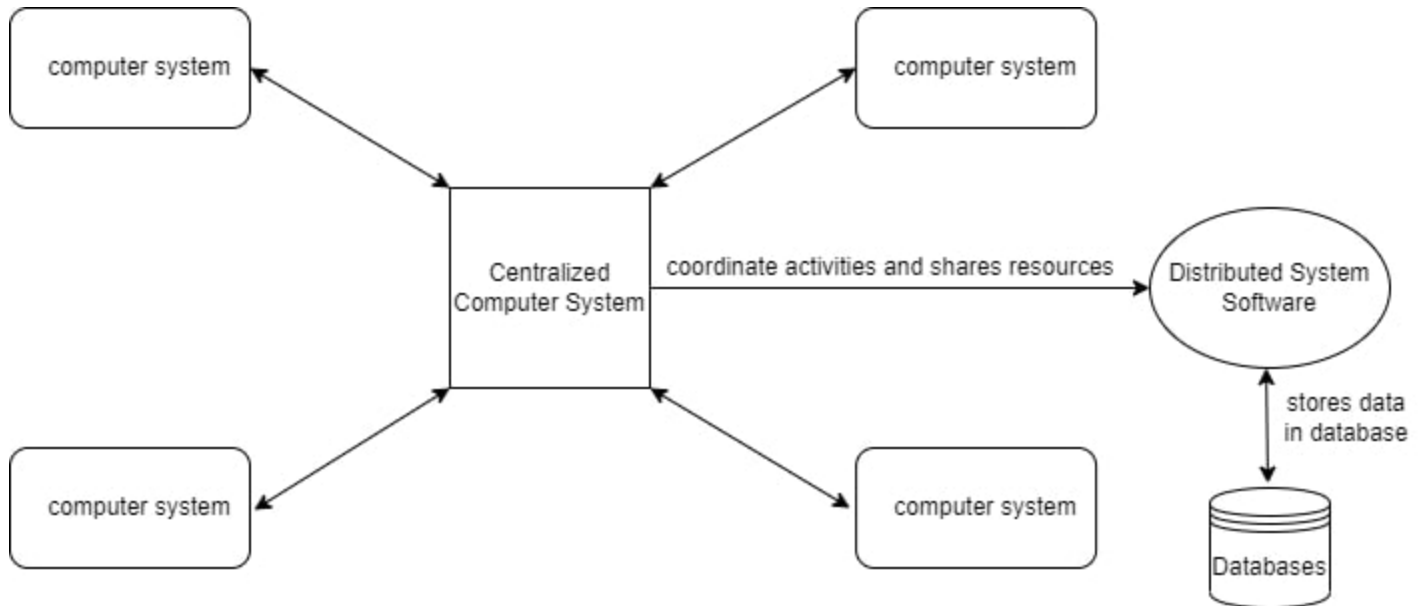 computer system
computer system
Centralized
Computer System
coordinate activities and shares resources
Distributed System
Software
stores data
in database
computer system
computer system
Databases